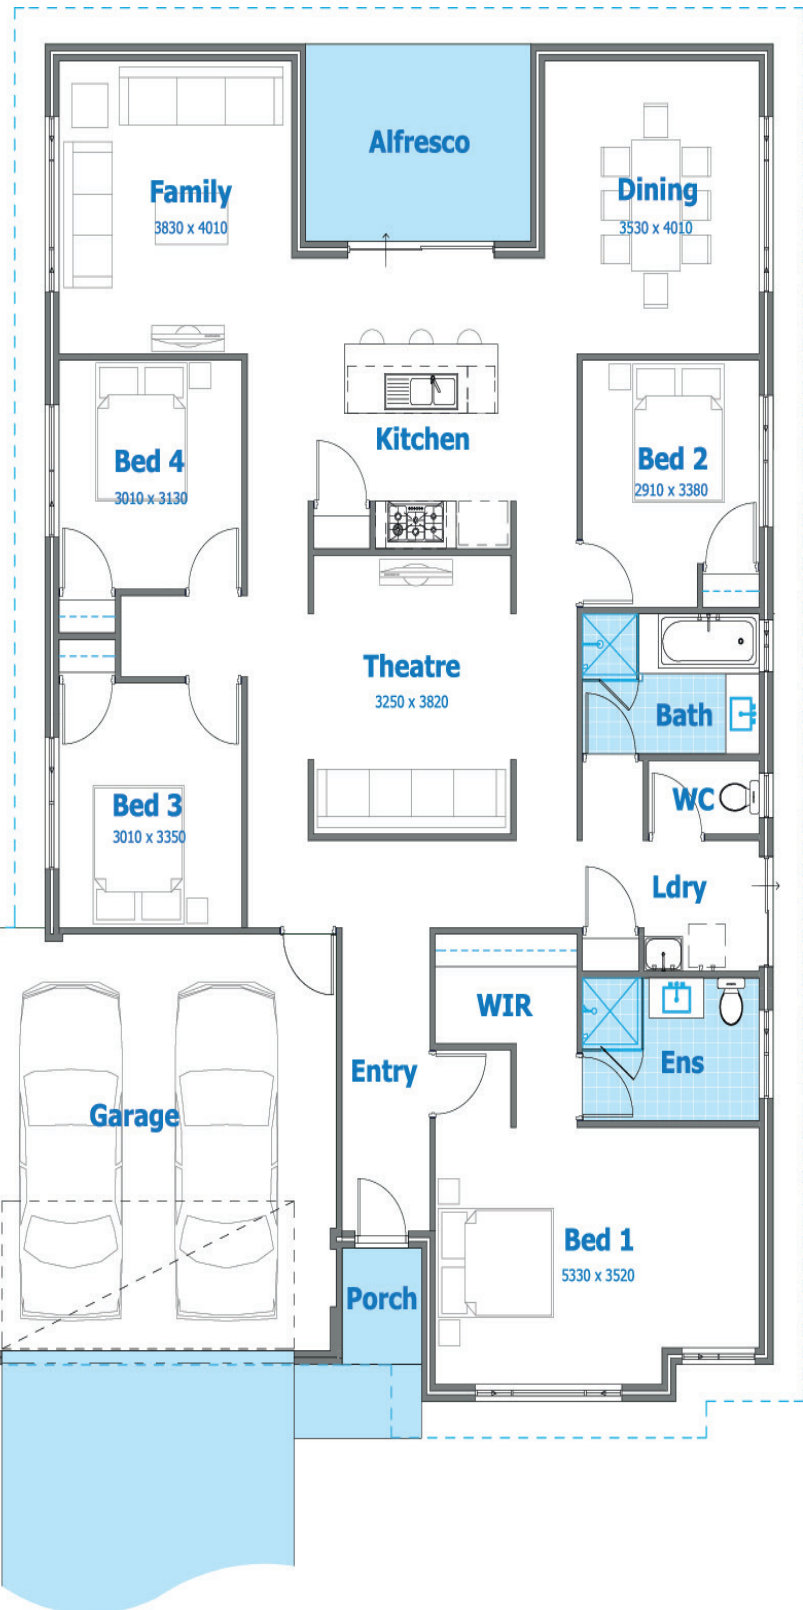 Alfresco
Family
3830 x 4010
Dining
3530 x 4010
Kitchen
Bed 4
3010 x 3130
Bed 2
2910 x 3380
Theatre
3250 x 3820
Bath
WC
Bed 3
3010 x 3350
Ldry
WIR
Ens
Entry
Garage
Bed 1
5330 x 3520
Porch